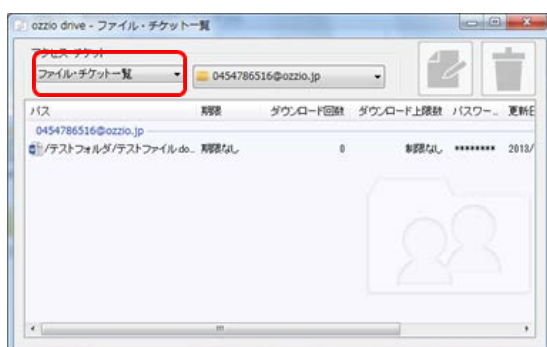 ozzio drive - ファイル・チケット一覧
アクセス チケット
ファイル・チケット一覧
0454786516@ozzio.jp
パス 期限 ダウンロード回数 ダウンロード上限数 パスワー... 更新日
0454786516@ozzio.jp
/テストフォルダ/テストファイル.do... 期限なし 0 制限なし ******** 2013/